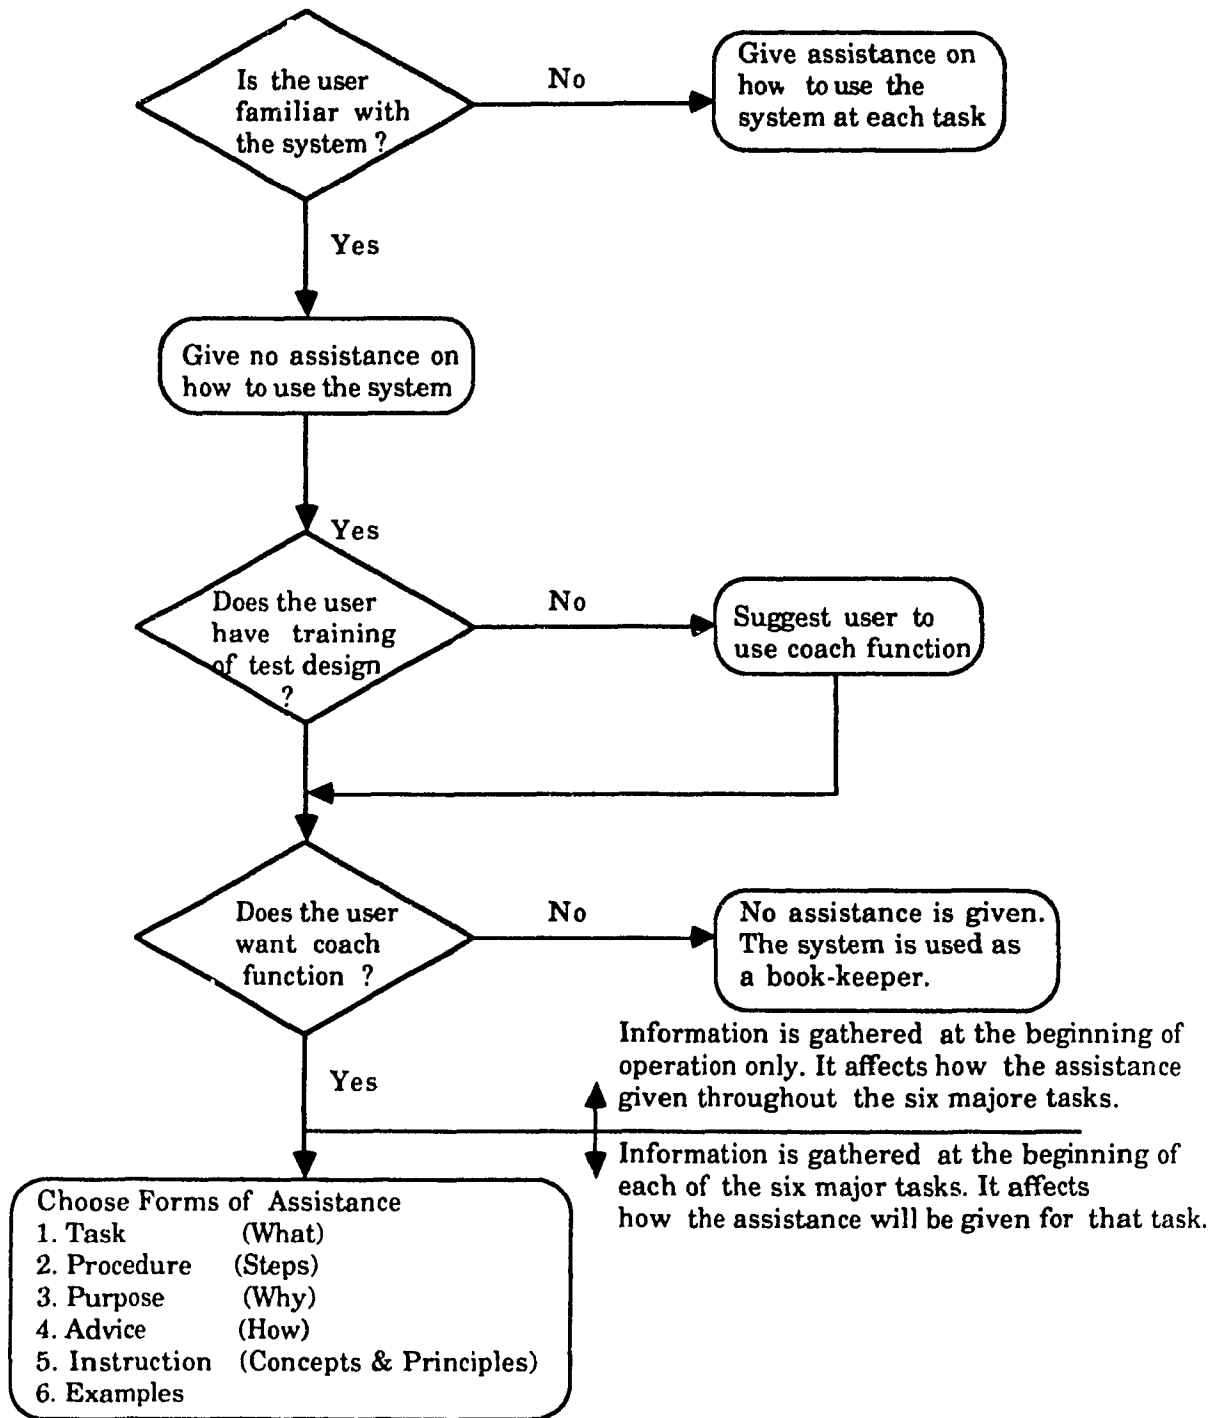 Is the user
familiar with
the system ?
No
Give assistance on
how to use the
system at each task
Yes
Give no assistance on
how to use the system
Yes
Does the user
have training
of test design
?
No
Suggest user to
use coach function
Does the user
want coach
function ?
No
No assistance is given.
The system is used as
a book-keeper.
Yes
Information is gathered at the beginning of
operation only. It affects how the assistance
given throughout the six majore tasks.
Information is gathered at the beginning of
each of the six major tasks. It affects
how the assistance will be given for that task.
Choose Forms of Assistance
1. Task (What)
2. Procedure (Steps)
3. Purpose (Why)
4. Advice (How)
5. Instruction (Concepts & Principles)
6. Examples